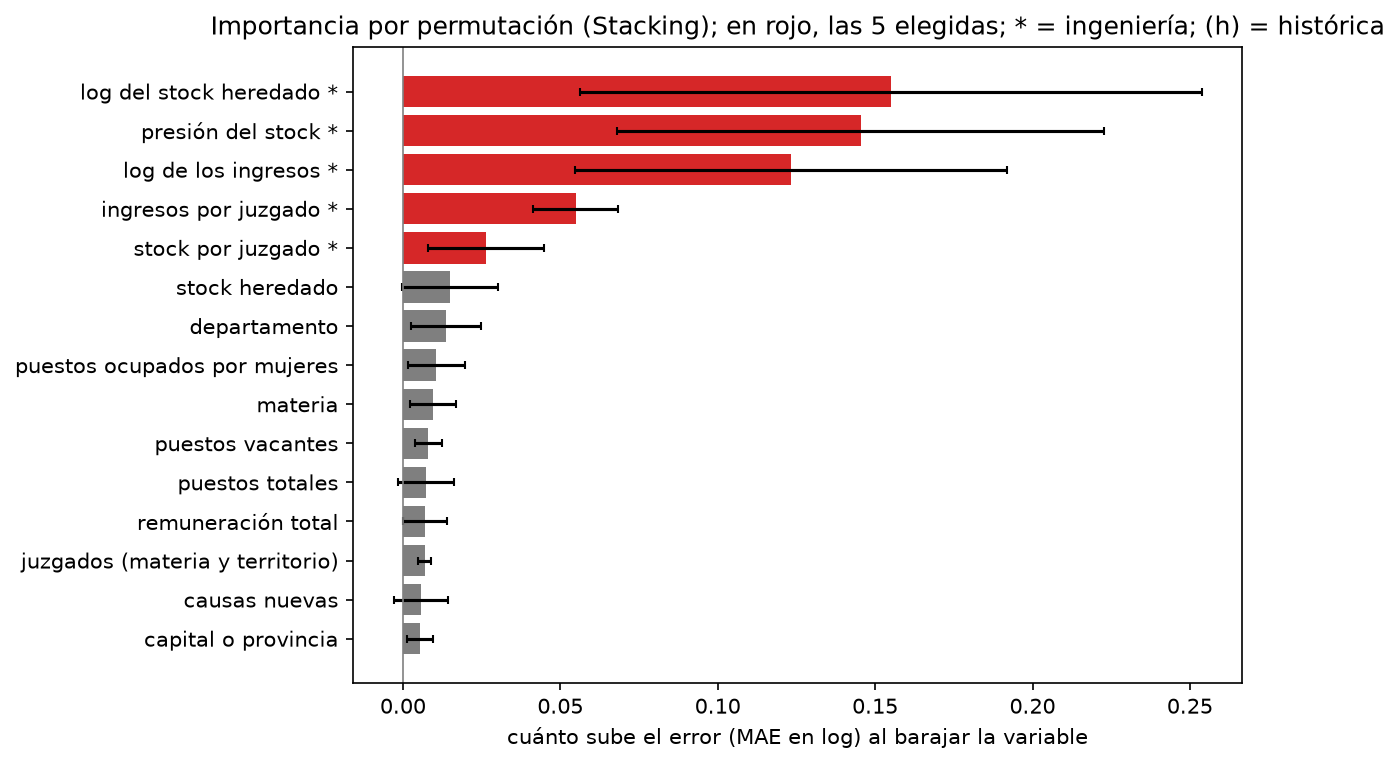 Importancia por permutación (Stacking); en rojo, las 5 elegidas; * = ingeniería; (h) = histórica
log del stock heredado *
presión del stock *
log de los ingresos *
ingresos por juzgado *
stock por juzgado *
stock heredado
departamento
puestos ocupados por mujeres
materia
puestos vacantes
puestos totales
remuneración total
juzgados (materia y territorio)
causas nuevas
capital o provincia
0.00 0.05 0.10 0.15 0.20 0.25
cuánto sube el error (MAE en log) al barajar la variable